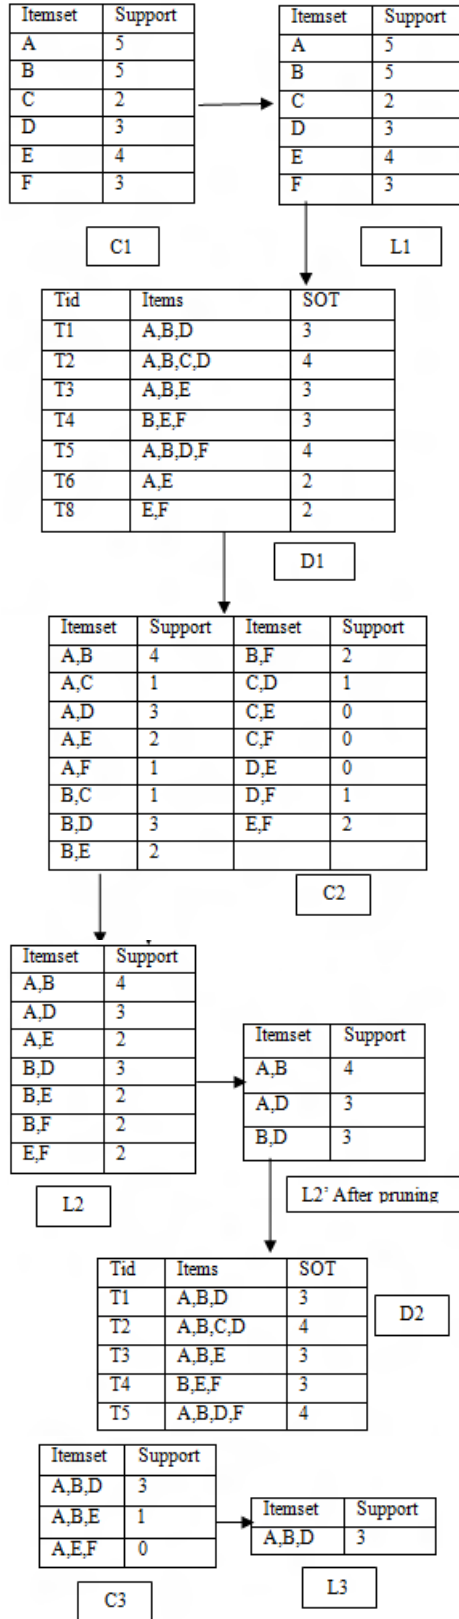 Itemset Support
A 5
B 5
C 2
D 3
E 4
F 3
C1
Itemset Support
A 5
B 5
C 2
D 3
E 4
F 3
L1
Tid Items SOT
T1 A,B,D 3
T2 A,B,C,D 4
T3 A,B,E 3
T4 B,E,F 3
T5 A,B,D,F 4
T6 A,E 2
T8 E,F 2
D1
Itemset Support Itemset Support
A,B 4 B,F 2
A,C 1 C,D 1
A,D 3 C,E 0
A,E 2 C,F 0
A,F 1 D,E 0
B,C 1 D,F 1
B,D 3 E,F 2
B,E 2
C2
Itemset Support
A,B 4
A,D 3
A,E 2
B,D 3
B,E 2
B,F 2
E,F 2
L2
Itemset Support
A,B 4
A,D 3
B,D 3
L2’ After pruning
Tid Items SOT
T1 A,B,D 3
T2 A,B,C,D 4
T3 A,B,E 3
T4 B,E,F 3
T5 A,B,D,F 4
D2
Itemset Support
A,B,D 3
A,B,E 1
A,E,F 0
C3
Itemset Support
A,B,D 3
L3